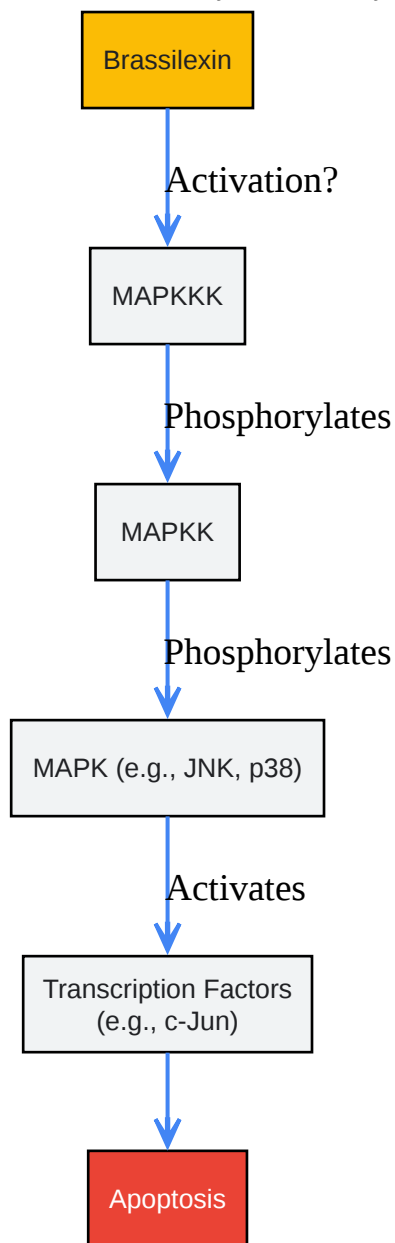 Brassilexin
Activation?
MAPKKK
Phosphorylates
MAPKK
Phosphorylates
MAPK (e.g., JNK, p38)
Activates
Transcription Factors
(e.g., c-Jun)
Apoptosis